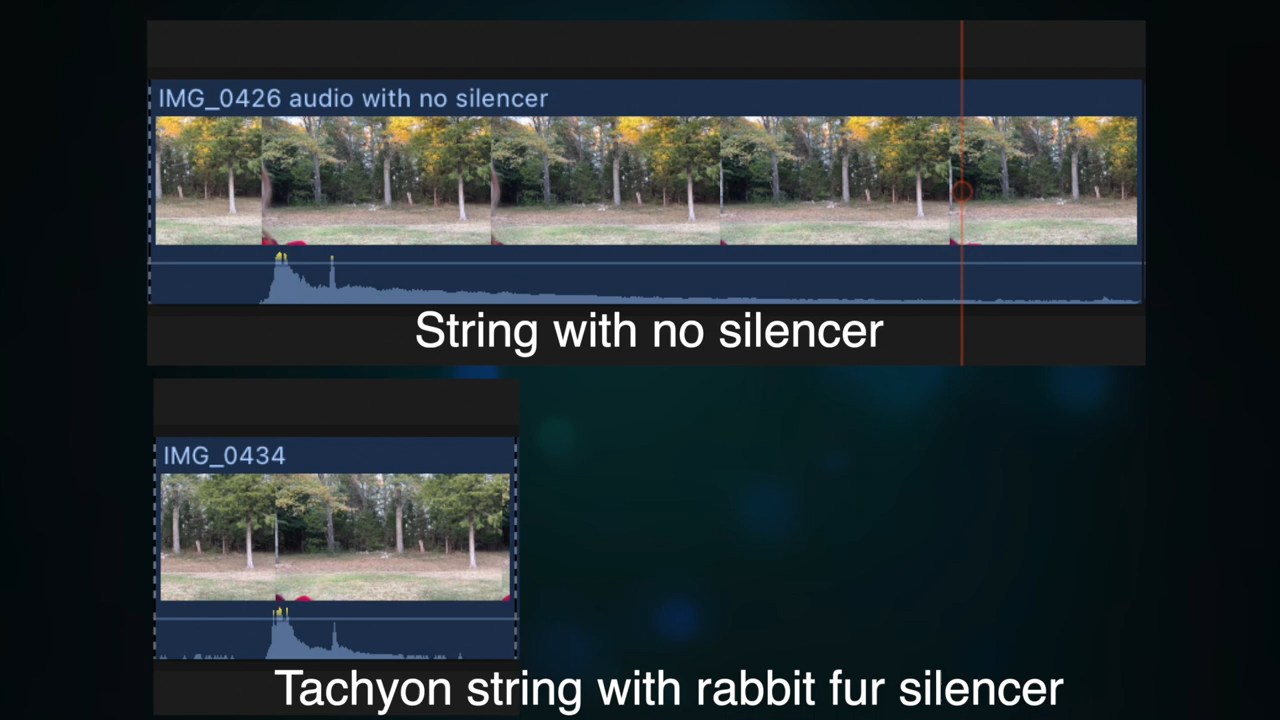 IMG_0426 audio with no silencer
String with no silencer
IMG_0434
Tachyon string with rabbit fur silencer